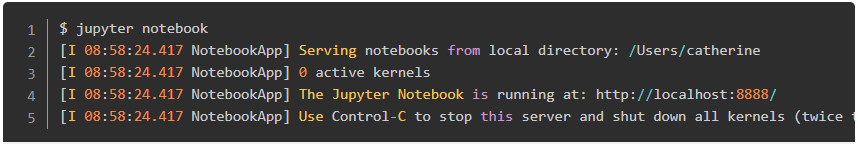 1 $ jupyter notebook
2 [I 08:58:24.417 NotebookApp] Serving notebooks from local directory: /Users/catherine
3 [I 08:58:24.417 NotebookApp] 0 active kernels
4 [I 08:58:24.417 NotebookApp] The Jupyter Notebook is running at: http://localhost:8888/
5 [I 08:58:24.417 NotebookApp] Use Control-C to stop this server and shut down all kernels (twice